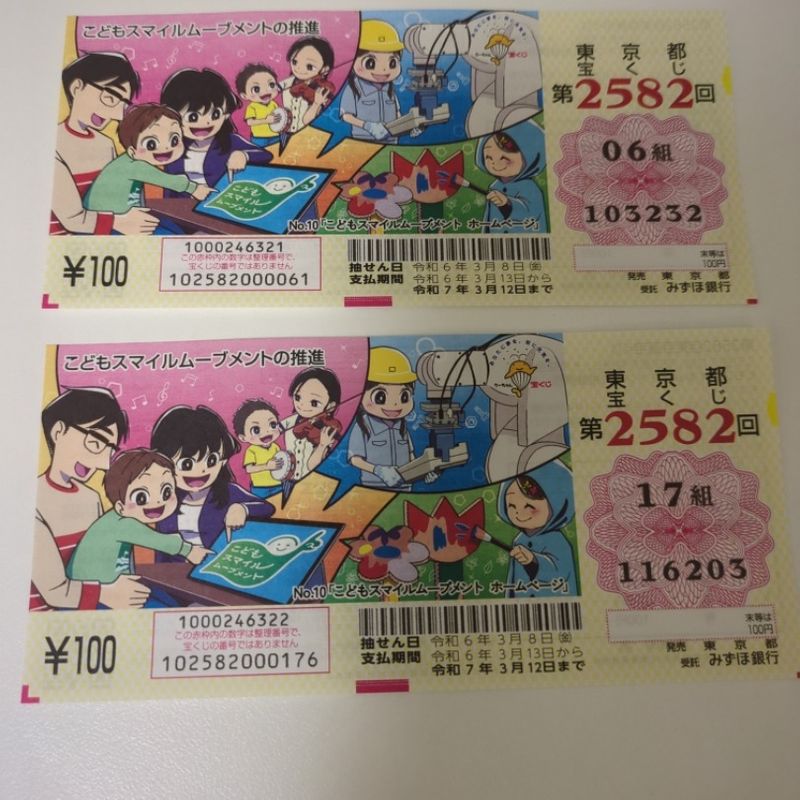 こどもスマイルムーブメントの推進
宝くじ
こども
スマイル
ムーブメント
No.10「こどもスマイルムーブメント ホームページ」
¥100
1000246321
この赤枠内の数字は整理番号で、
宝くじの番号ではありません
102582000061
抽せん日 令和6年3月8日㊎
支払期間 令和6年3月13日から
令和7年3月12日まで
東京都
宝くじ
第2582回
06組
103232
末等は
100円
発売 東京都
受託 みずほ銀行
こどもスマイルムーブメントの推進
宝くじ
こども
スマイル
ムーブメント
No.10「こどもスマイルムーブメント ホームページ」
¥100
1000246322
この赤枠内の数字は整理番号で、
宝くじの番号ではありません
102582000176
抽せん日 令和6年3月8日㊎
支払期間 令和6年3月13日から
令和7年3月12日まで
東京都
宝くじ
第2582回
17組
116203
末等は
100円
発売 東京都
受託 みずほ銀行